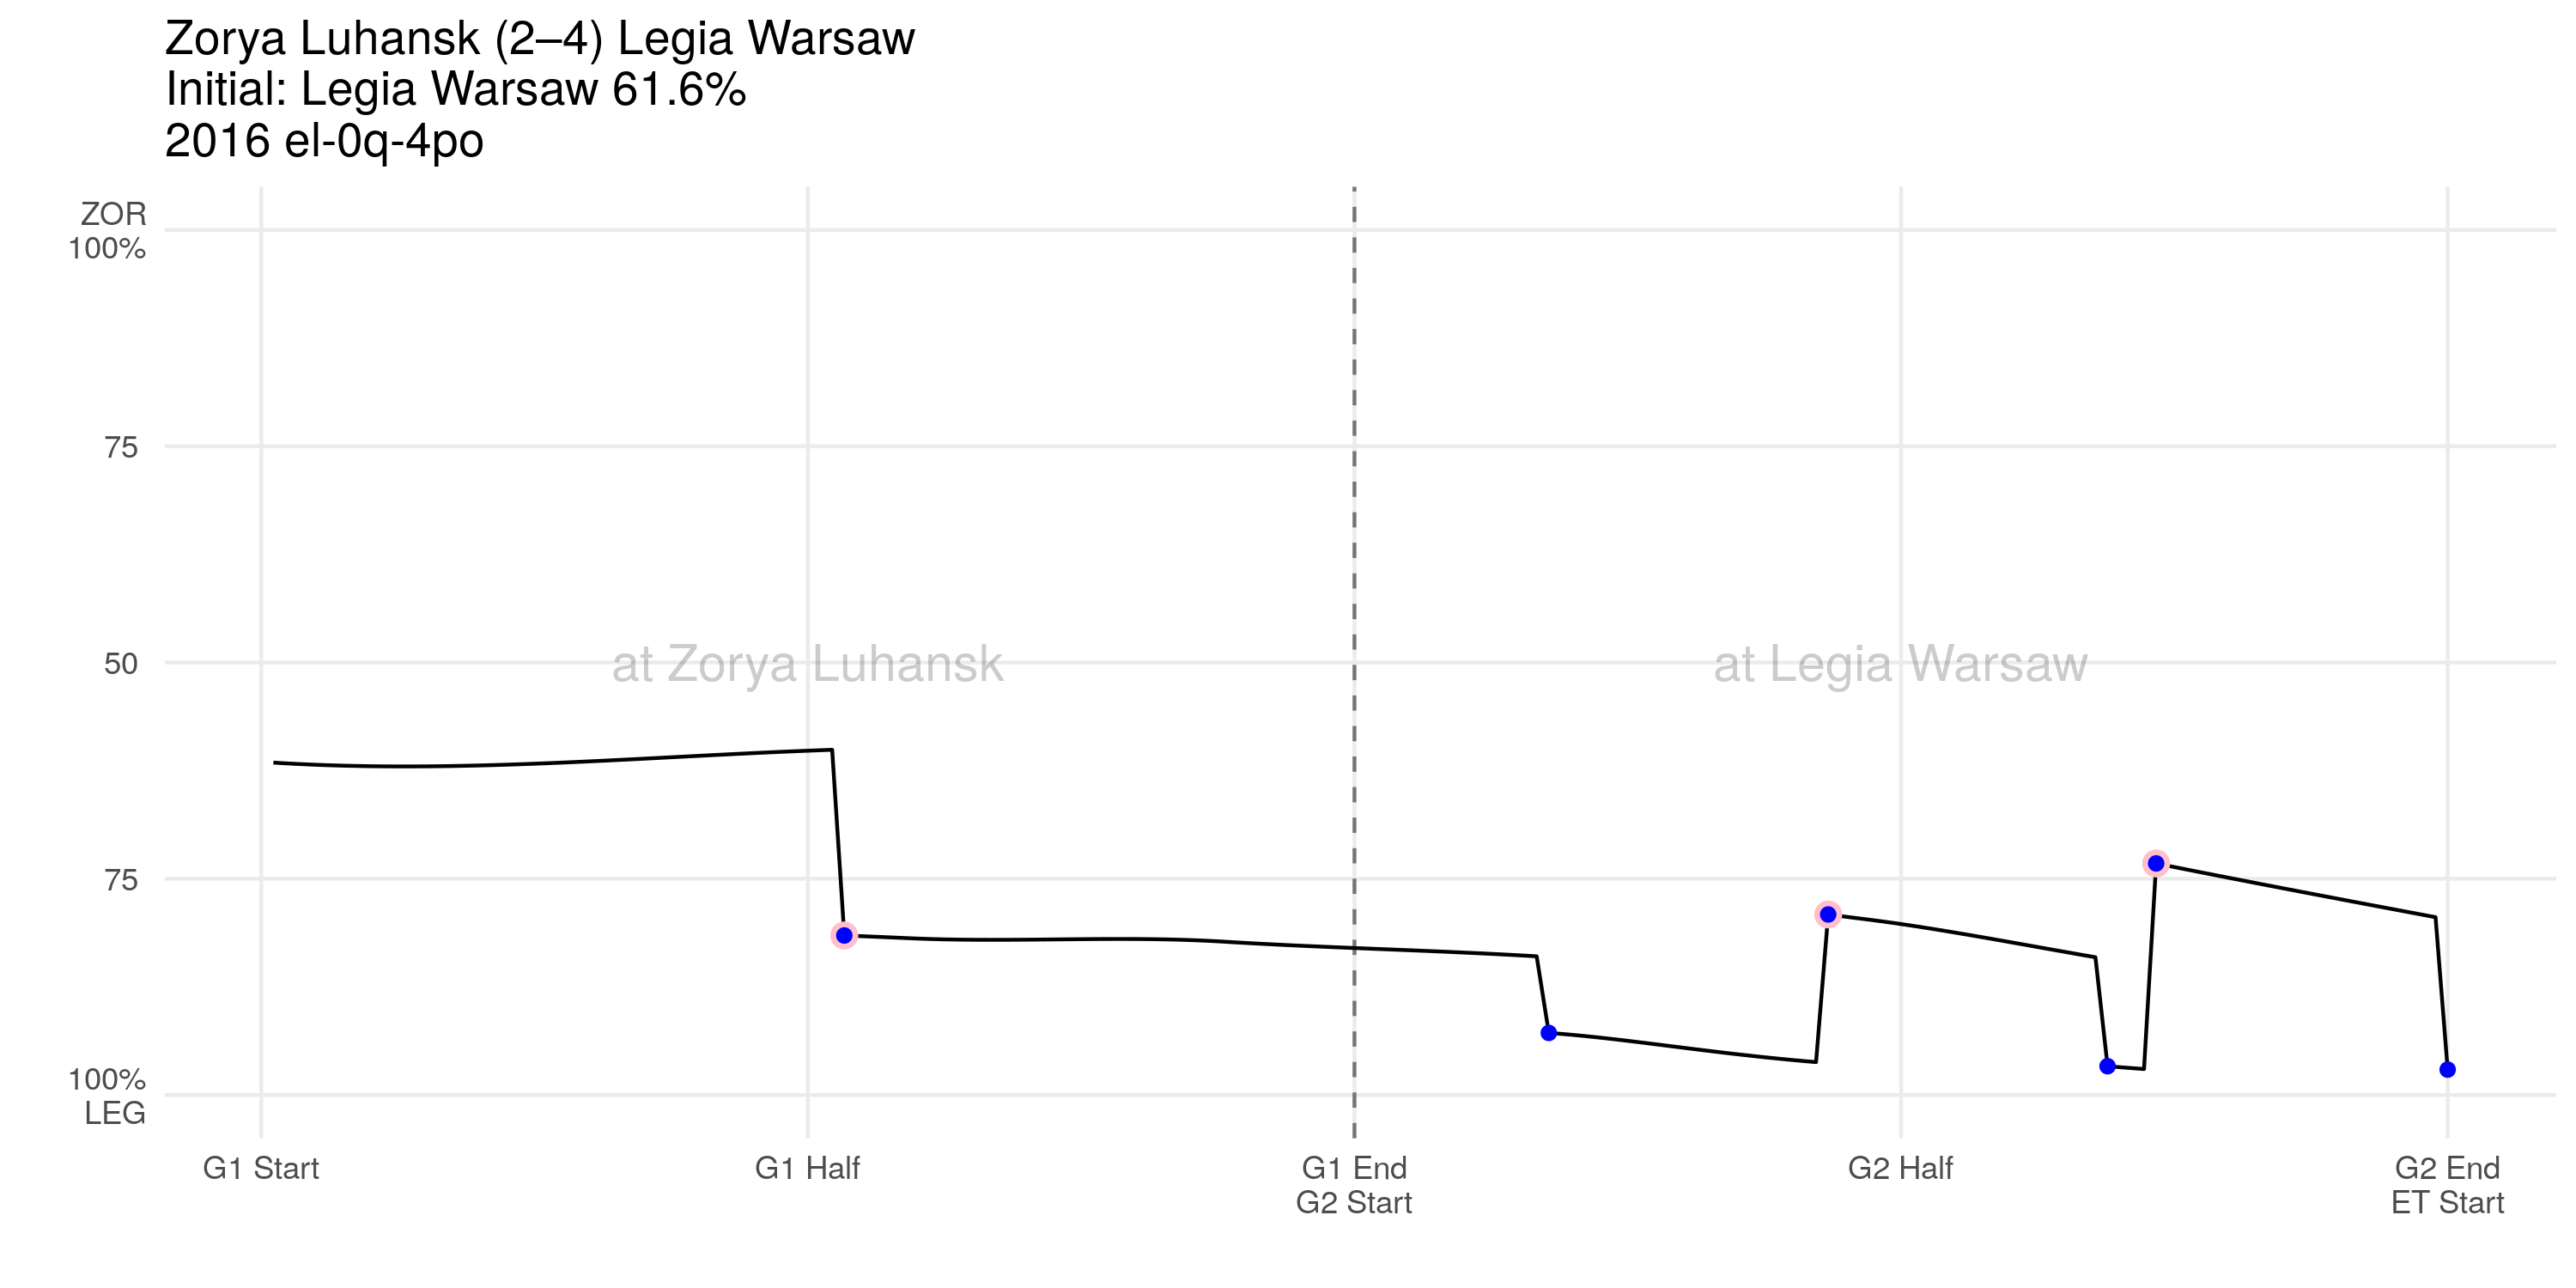 Zorya Luhansk (2–4) Legia Warsaw
Initial: Legia Warsaw 61.6%
2016 el-0q-4po
ZOR
100%
75
50
75
100%
LEG
at Zorya Luhansk
at Legia Warsaw
G1 Start
G1 Half
G1 End
G2 Start
G2 Half
G2 End
ET Start